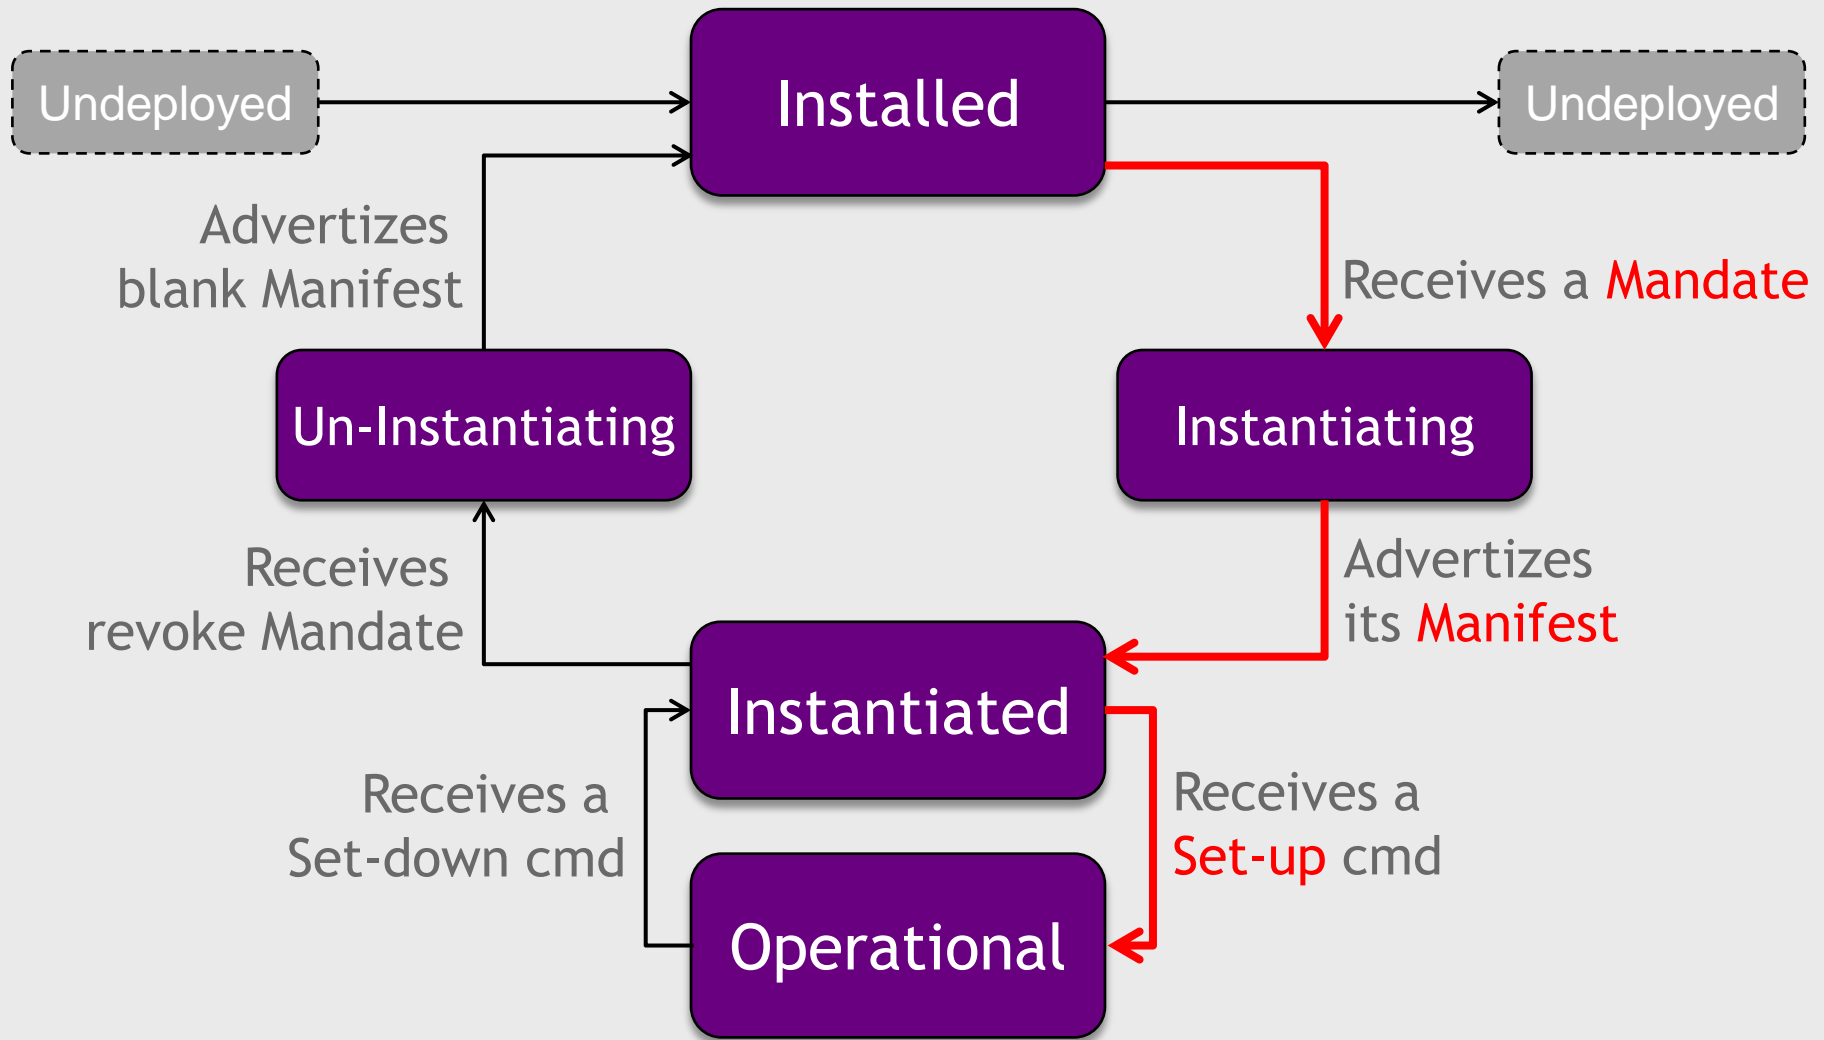 Undeployed
Installed
Undeployed
Advertizes
blank Manifest
Receives a Mandate
Un-Instantiating
Instantiating
Receives
revoke Mandate
Advertizes
its Manifest
Instantiated
Receives a
Set-down cmd
Receives a
Set-up cmd
Operational